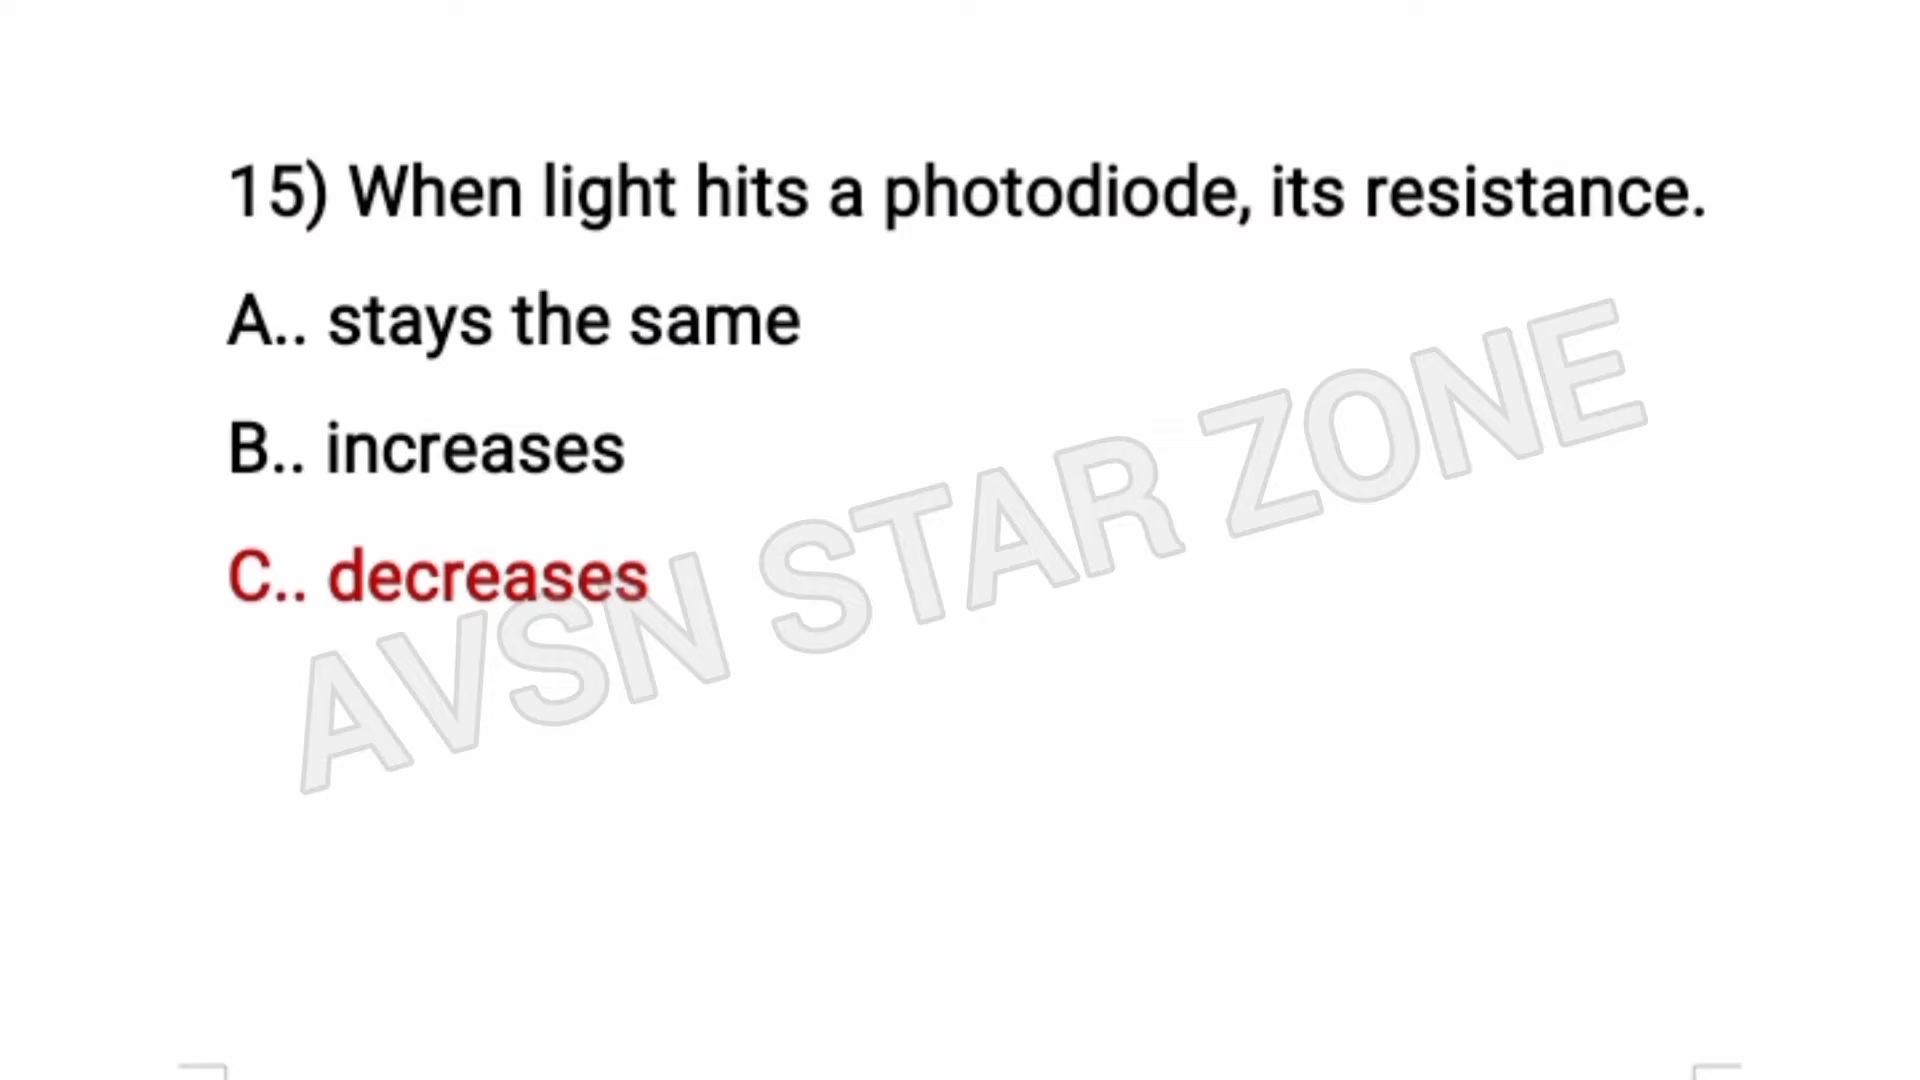 15) When light hits a photodiode, its resistance.
A.. stays the same
B.. increases
C.. decreases
AVSN STAR ZONE